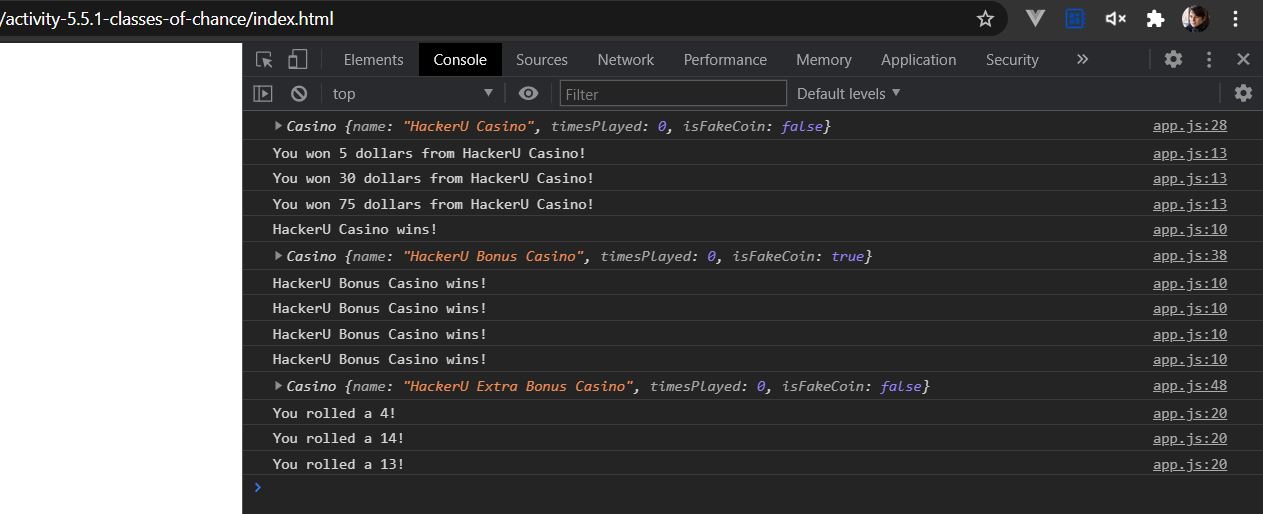 /activity-5.5.1-classes-of-chance/index.html
Elements Console Sources Network Performance Memory Application Security »
top Filter Default levels
Casino {name: "HackerU Casino", timesPlayed: 0, isFakeCoin: false} app.js:28
You won 5 dollars from HackerU Casino! app.js:13
You won 30 dollars from HackerU Casino! app.js:13
You won 75 dollars from HackerU Casino! app.js:13
HackerU Casino wins! app.js:10
Casino {name: "HackerU Bonus Casino", timesPlayed: 0, isFakeCoin: true} app.js:38
HackerU Bonus Casino wins! app.js:10
HackerU Bonus Casino wins! app.js:10
HackerU Bonus Casino wins! app.js:10
HackerU Bonus Casino wins! app.js:10
Casino {name: "HackerU Extra Bonus Casino", timesPlayed: 0, isFakeCoin: false} app.js:48
You rolled a 4! app.js:20
You rolled a 14! app.js:20
You rolled a 13! app.js:20